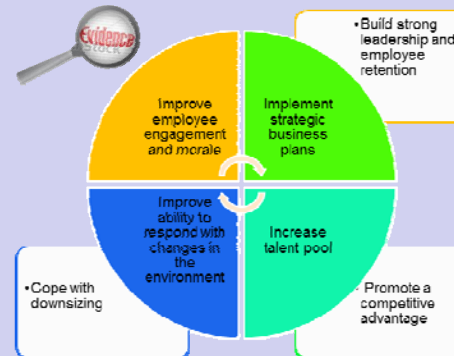 Evidence
STOCK
•Build strong
leadership and
employee
retention
Improve
employee
engagement
and morale
Implement
strategic
business
plans
Improve
ability to
respond with
changes in
the
environment
Increase
talent pool
•Cope with
downsizing
• Promote a
competitive
advantage